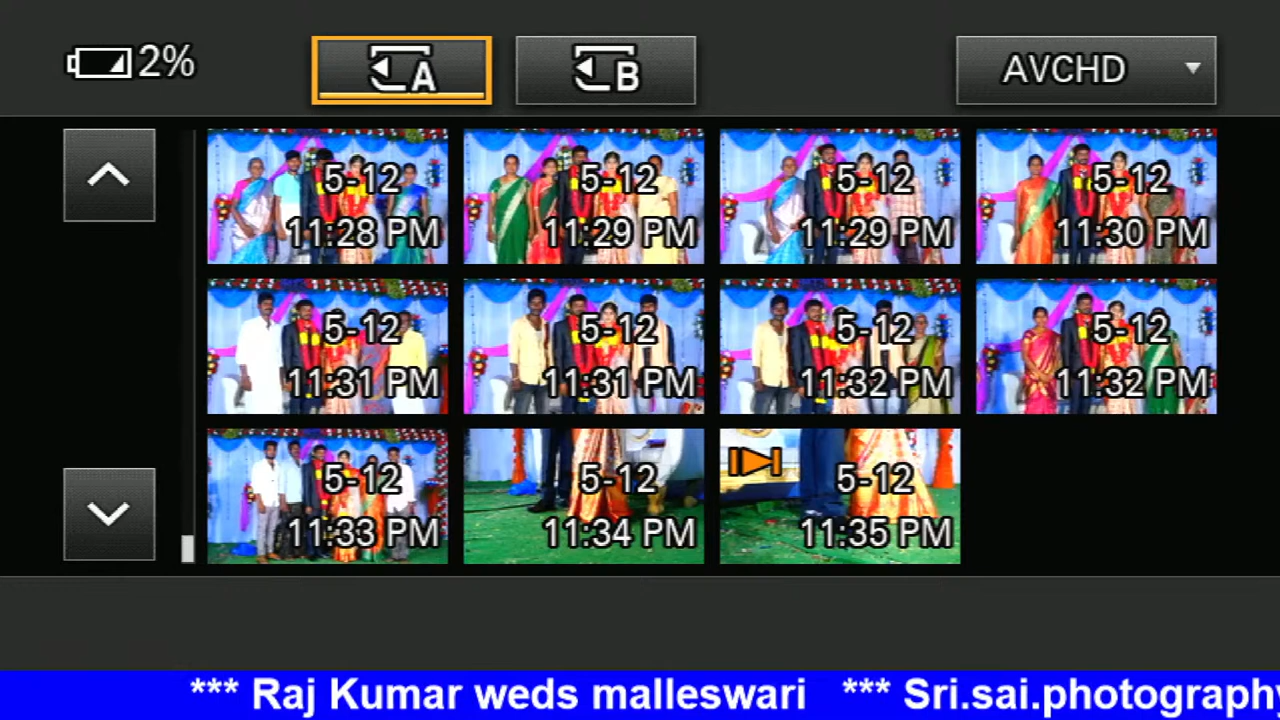 2%
A
B
AVCHD
5-12
11:28 PM
5-12
11:29 PM
5-12
11:29 PM
5-12
11:30 PM
5-12
11:31 PM
5-12
11:31 PM
5-12
11:32 PM
5-12
11:32 PM
5-12
11:33 PM
5-12
11:34 PM
5-12
11:35 PM
*** Raj Kumar weds malleswari *** Sri.sai.photography